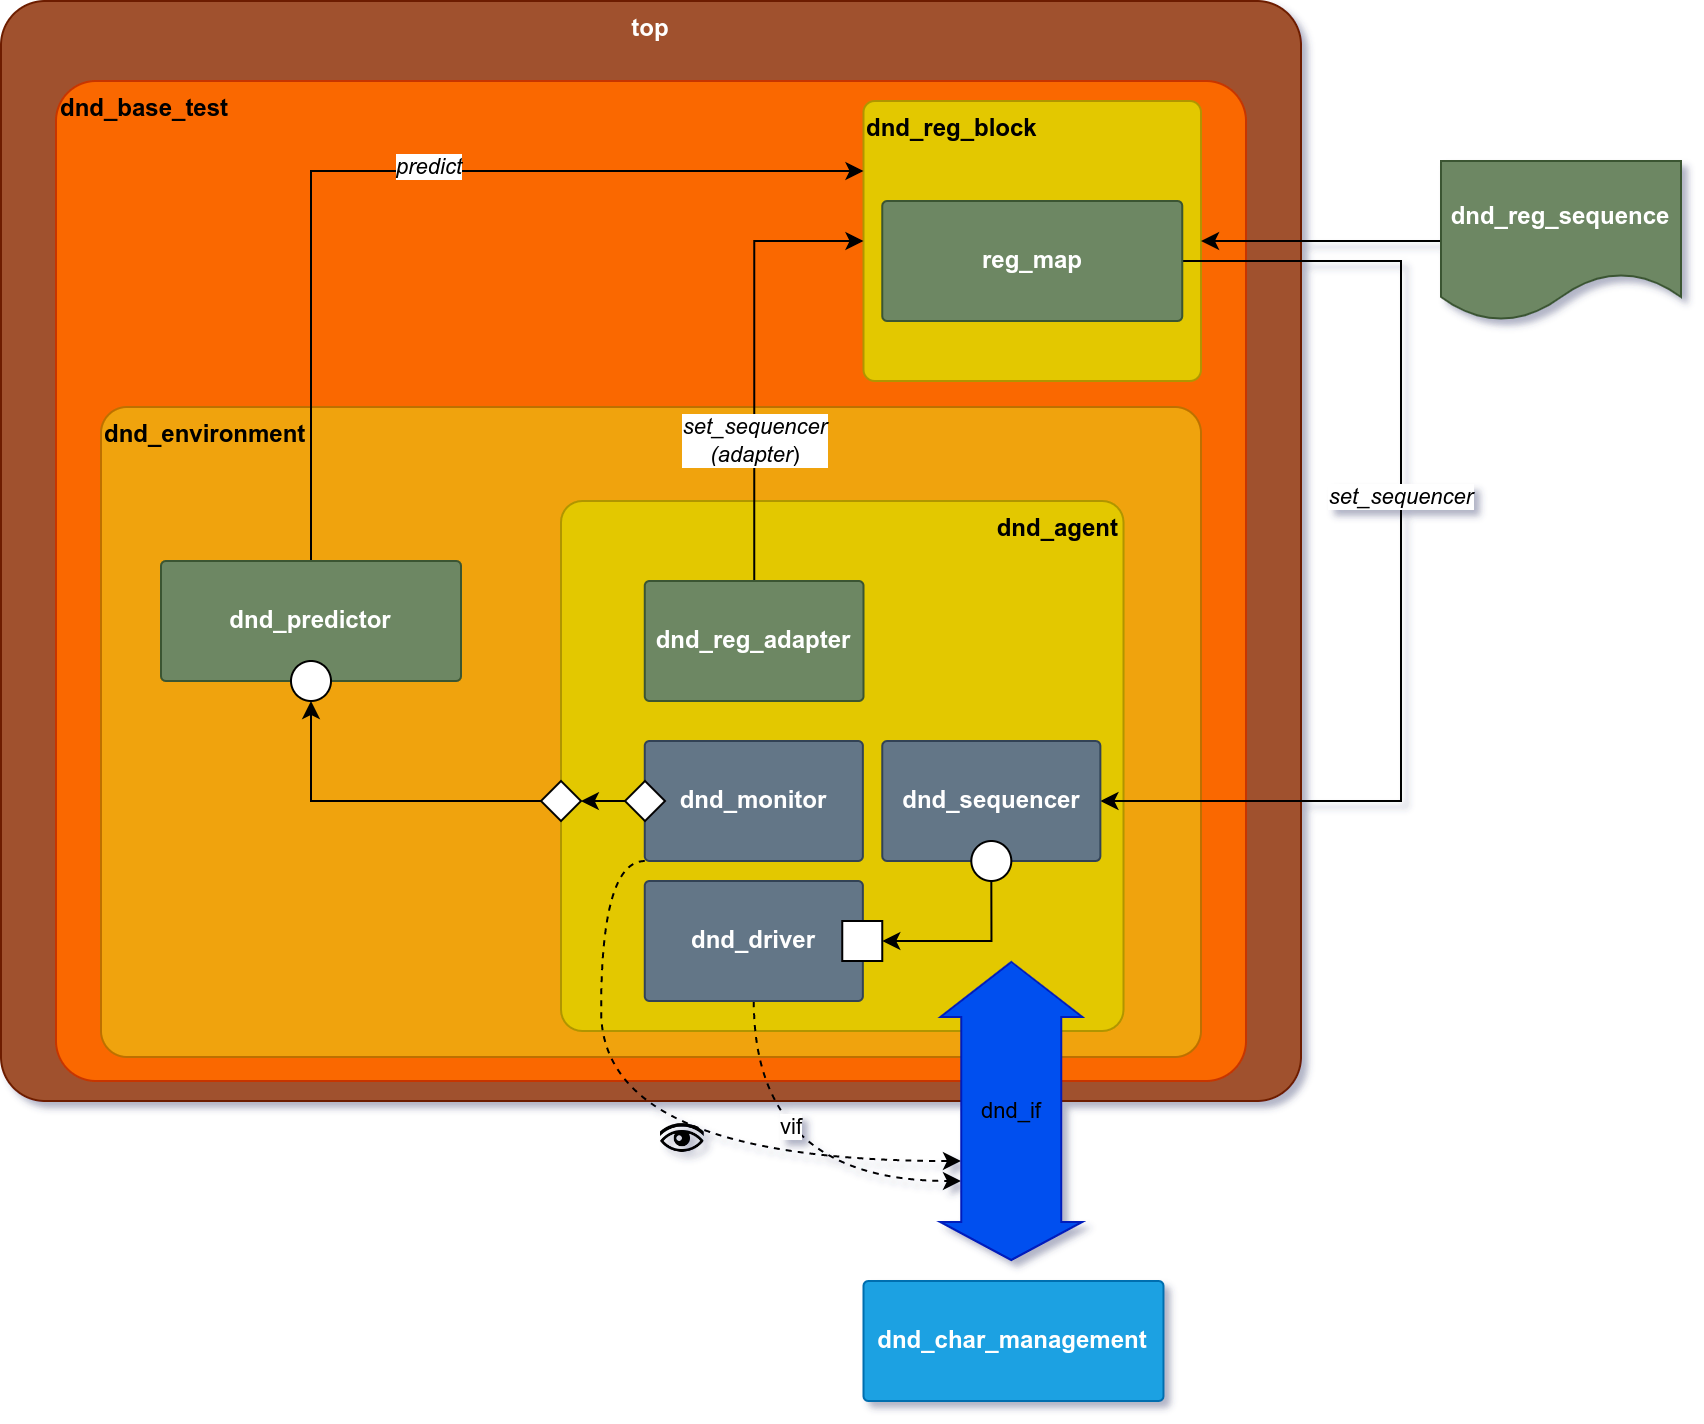 top
dnd_base_test
dnd_reg_block
predict
dnd_reg_sequence
reg_map
set_sequencer
(adapter)
dnd_environment
set_sequencer
dnd_agent
dnd_predictor
dnd_reg_adapter
dnd_monitor
dnd_sequencer
dnd_driver
dnd_if
vif
dnd_char_management